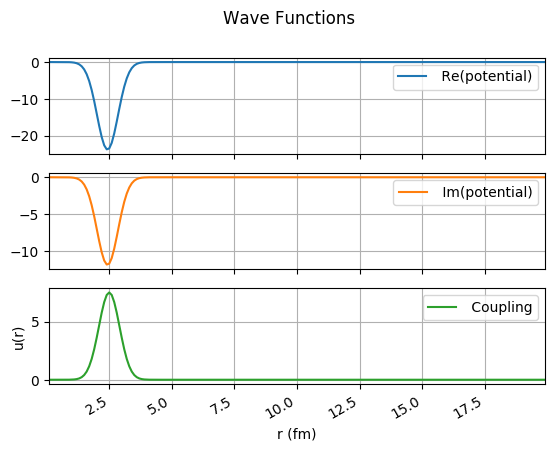 Wave Functions
0
−10
−20
Re(potential)
0
−5
−10
Im(potential)
5
0
u(r)
Coupling
2.5 5.0 7.5 10.0 12.5 15.0 17.5
r (fm)